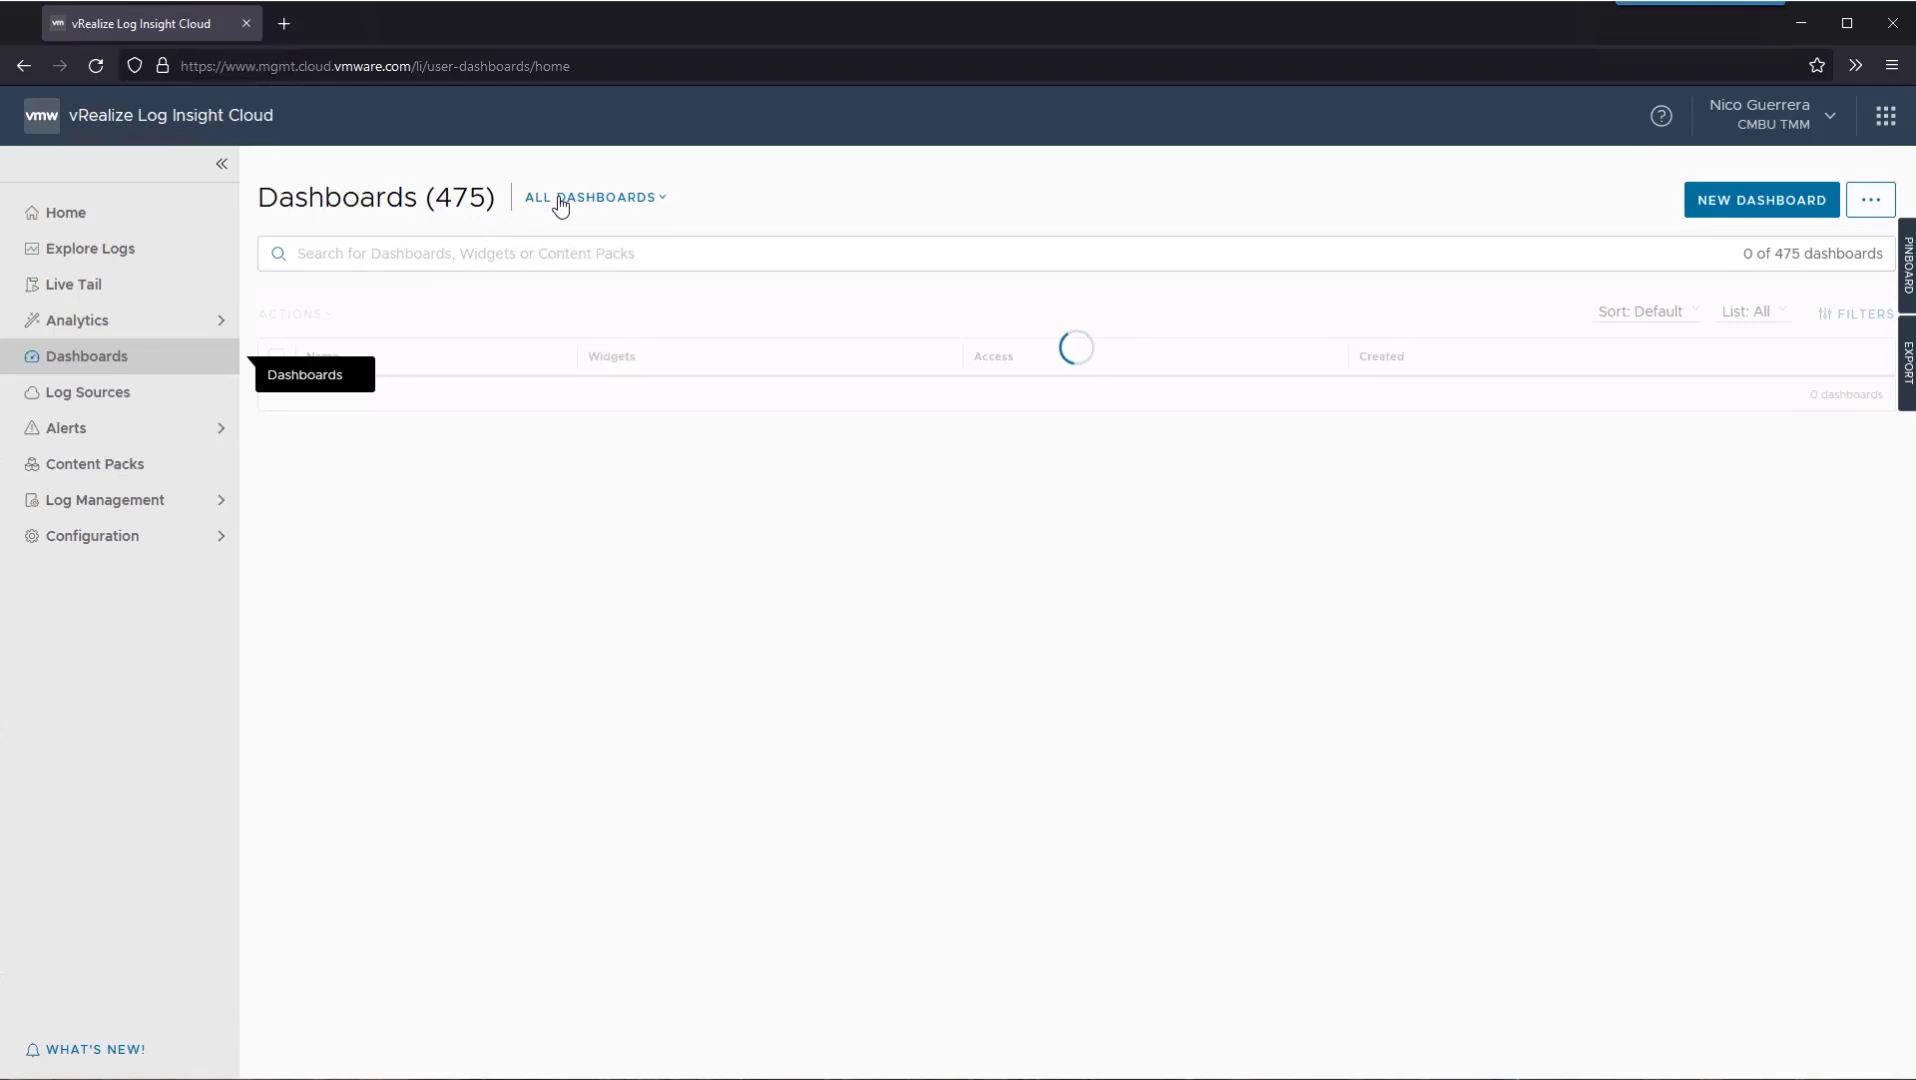 vm vRealize Log Insight Cloud
https://www.mgmt.cloud.vmware.com/li/user-dashboards/home
vmw vRealize Log Insight Cloud
Nico Guerrera
CMBU TMM
Home
Explore Logs
Live Tail
Analytics
Dashboards
Log Sources
Alerts
Content Packs
Log Management
Configuration
WHAT'S NEW!
Dashboards (475) ALL DASHBOARDS
NEW DASHBOARD
Search for Dashboards, Widgets or Content Packs 0 of 475 dashboards
ACTIONS Sort: Default List: All FILTERS
Name Widgets Access Created
Dashboards
0 dashboards
PINBOARD
EXPORT